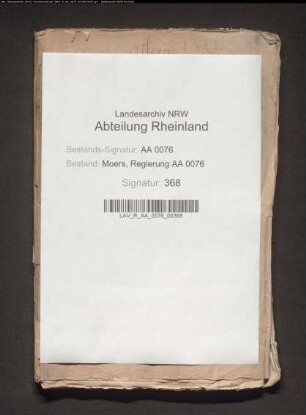 Landesarchiv NRW
Abteilung Rheinland
Bestands-Signatur: AA 0076
Bestand: Moers, Regierung AA 0076
Signatur: 368
LAV_R_AA_0076_00368